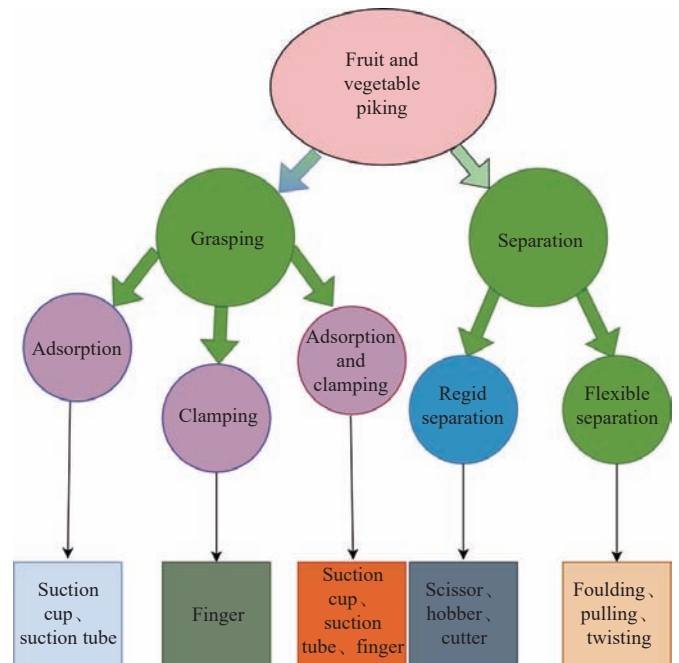 Fruit and
vegetable
piking
Grasping
Separation
Adsorption
Clamping
Adsorption
and
clamping
Regid
separation
Flexible
separation
Suction
cup、
suction tube
Finger
Suction
cup、
suction
tube、finger
Scissor、
hobber、
cutter
Foulding、
pulling、
twisting